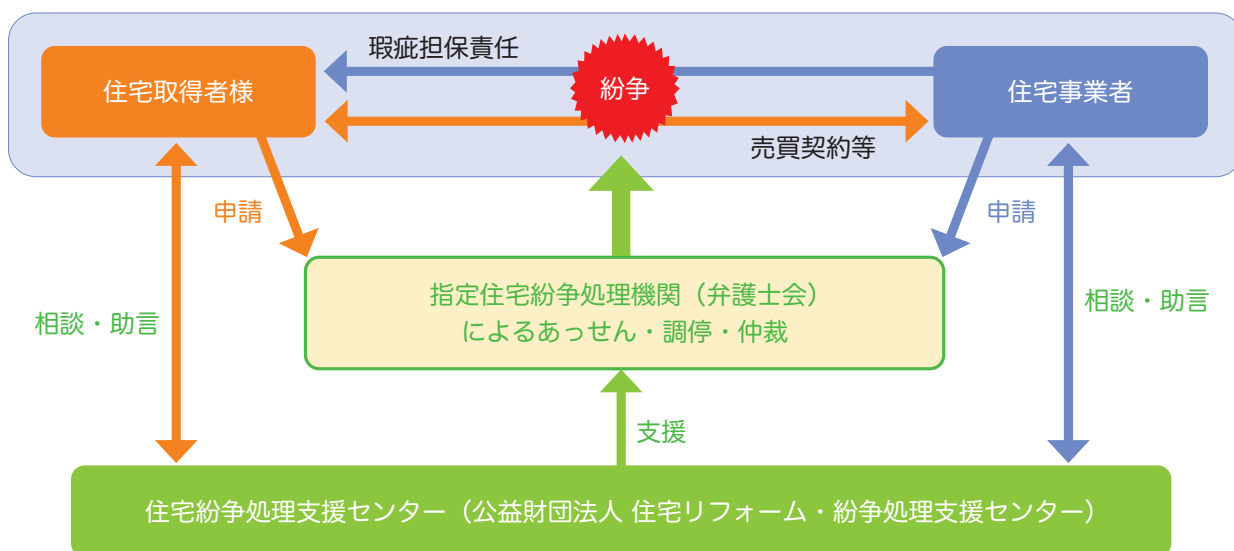 瑕疵担保責任
住宅取得者様
紛争
住宅事業者
売買契約等
申請
申請
指定住宅紛争処理機関（弁護士会）
によるあっせん・調停・仲裁
相談・助言
相談・助言
支援
住宅紛争処理支援センター（公益財団法人 住宅リフォーム・紛争処理支援センター）